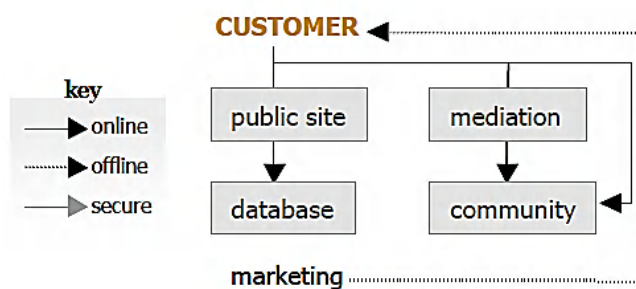 CUSTOMER
key
online
offline
secure
public site
mediation
database
community
marketing